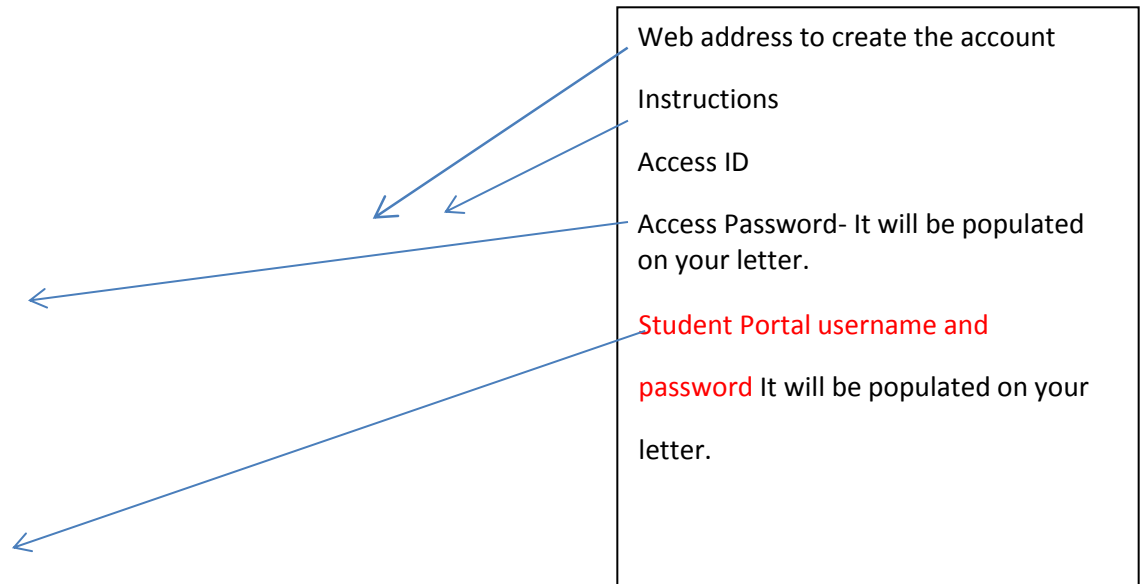 Web address to create the account
Instructions
Access ID
Access Password- It will be populated
on your letter.
Student Portal username and
password It will be populated on your
letter.